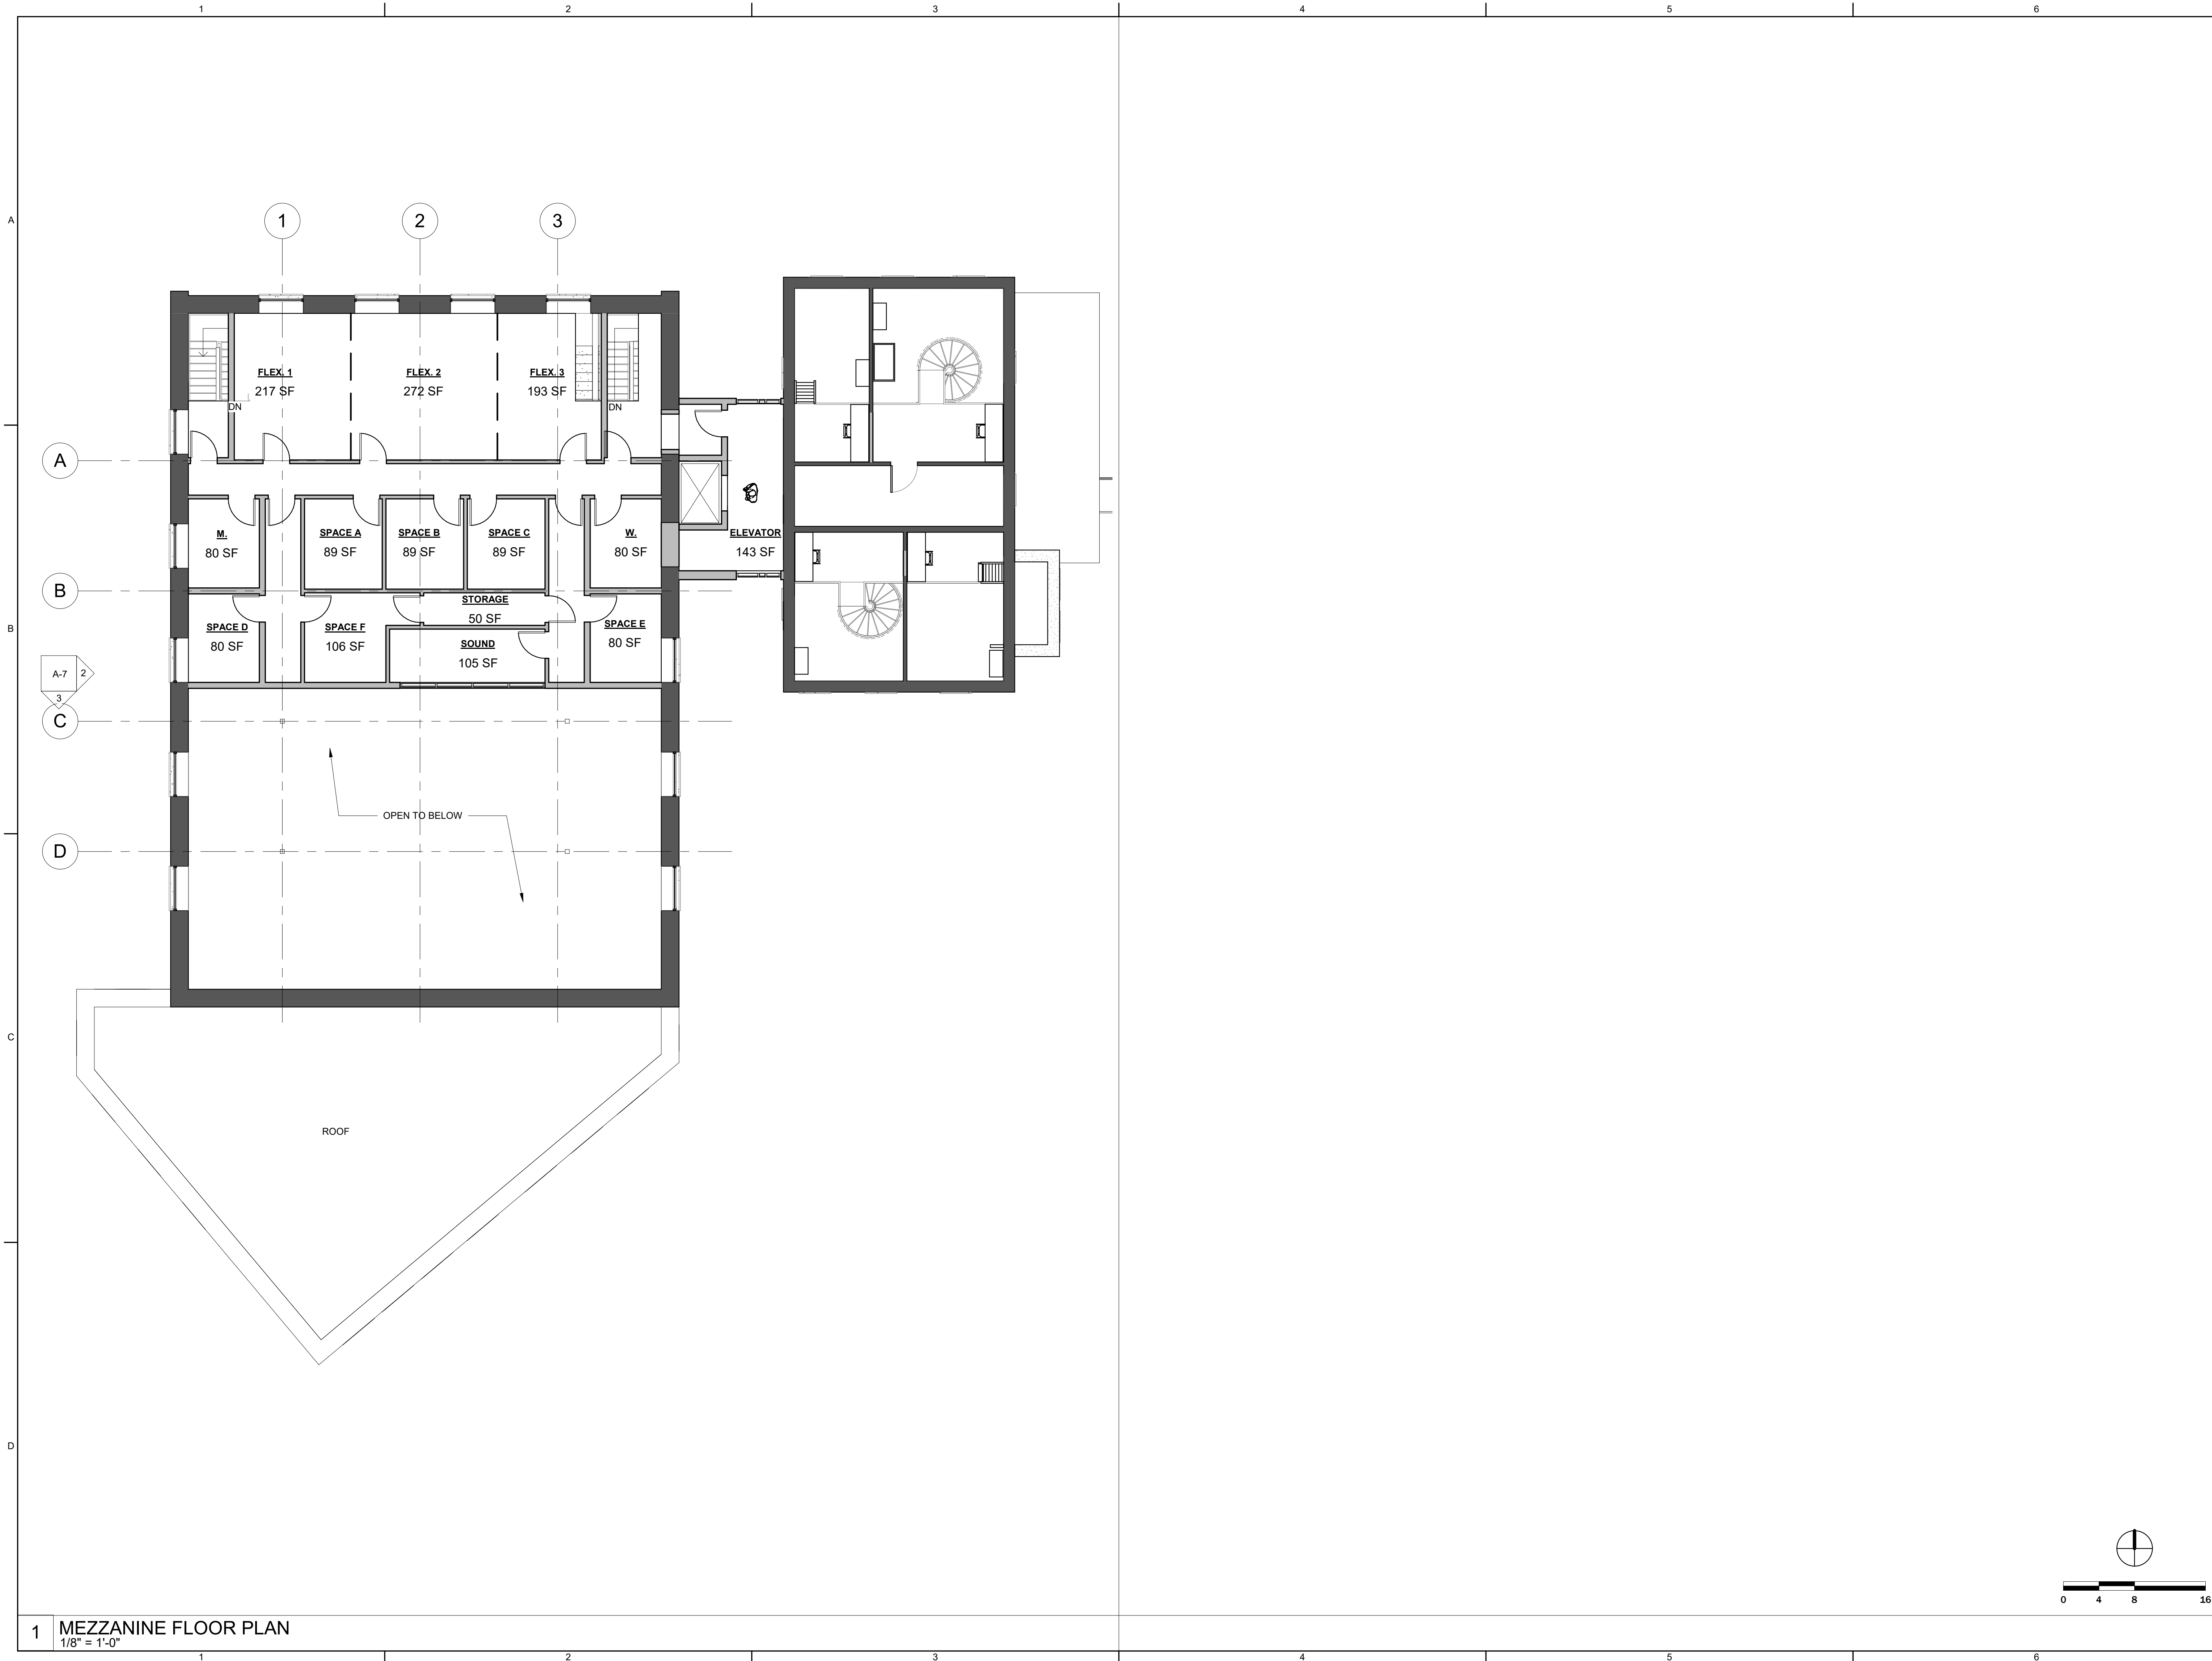 1 2 3 4 5 6
A
1 2 3
FLEX. 1
217 SF
FLEX. 2
272 SF
FLEX. 3
193 SF
DN
DN
A
M.
80 SF
SPACE A
89 SF
SPACE B
89 SF
SPACE C
89 SF
W.
80 SF
ELEVATOR
143 SF
B
B
SPACE D
80 SF
SPACE F
106 SF
STORAGE
50 SF
SOUND
105 SF
SPACE E
80 SF
A-7 2
3
C
OPEN TO BELOW
D
C
ROOF
D
0 4 8 16
1 MEZZANINE FLOOR PLAN
1/8" = 1'-0"
1 2 3 4 5 6